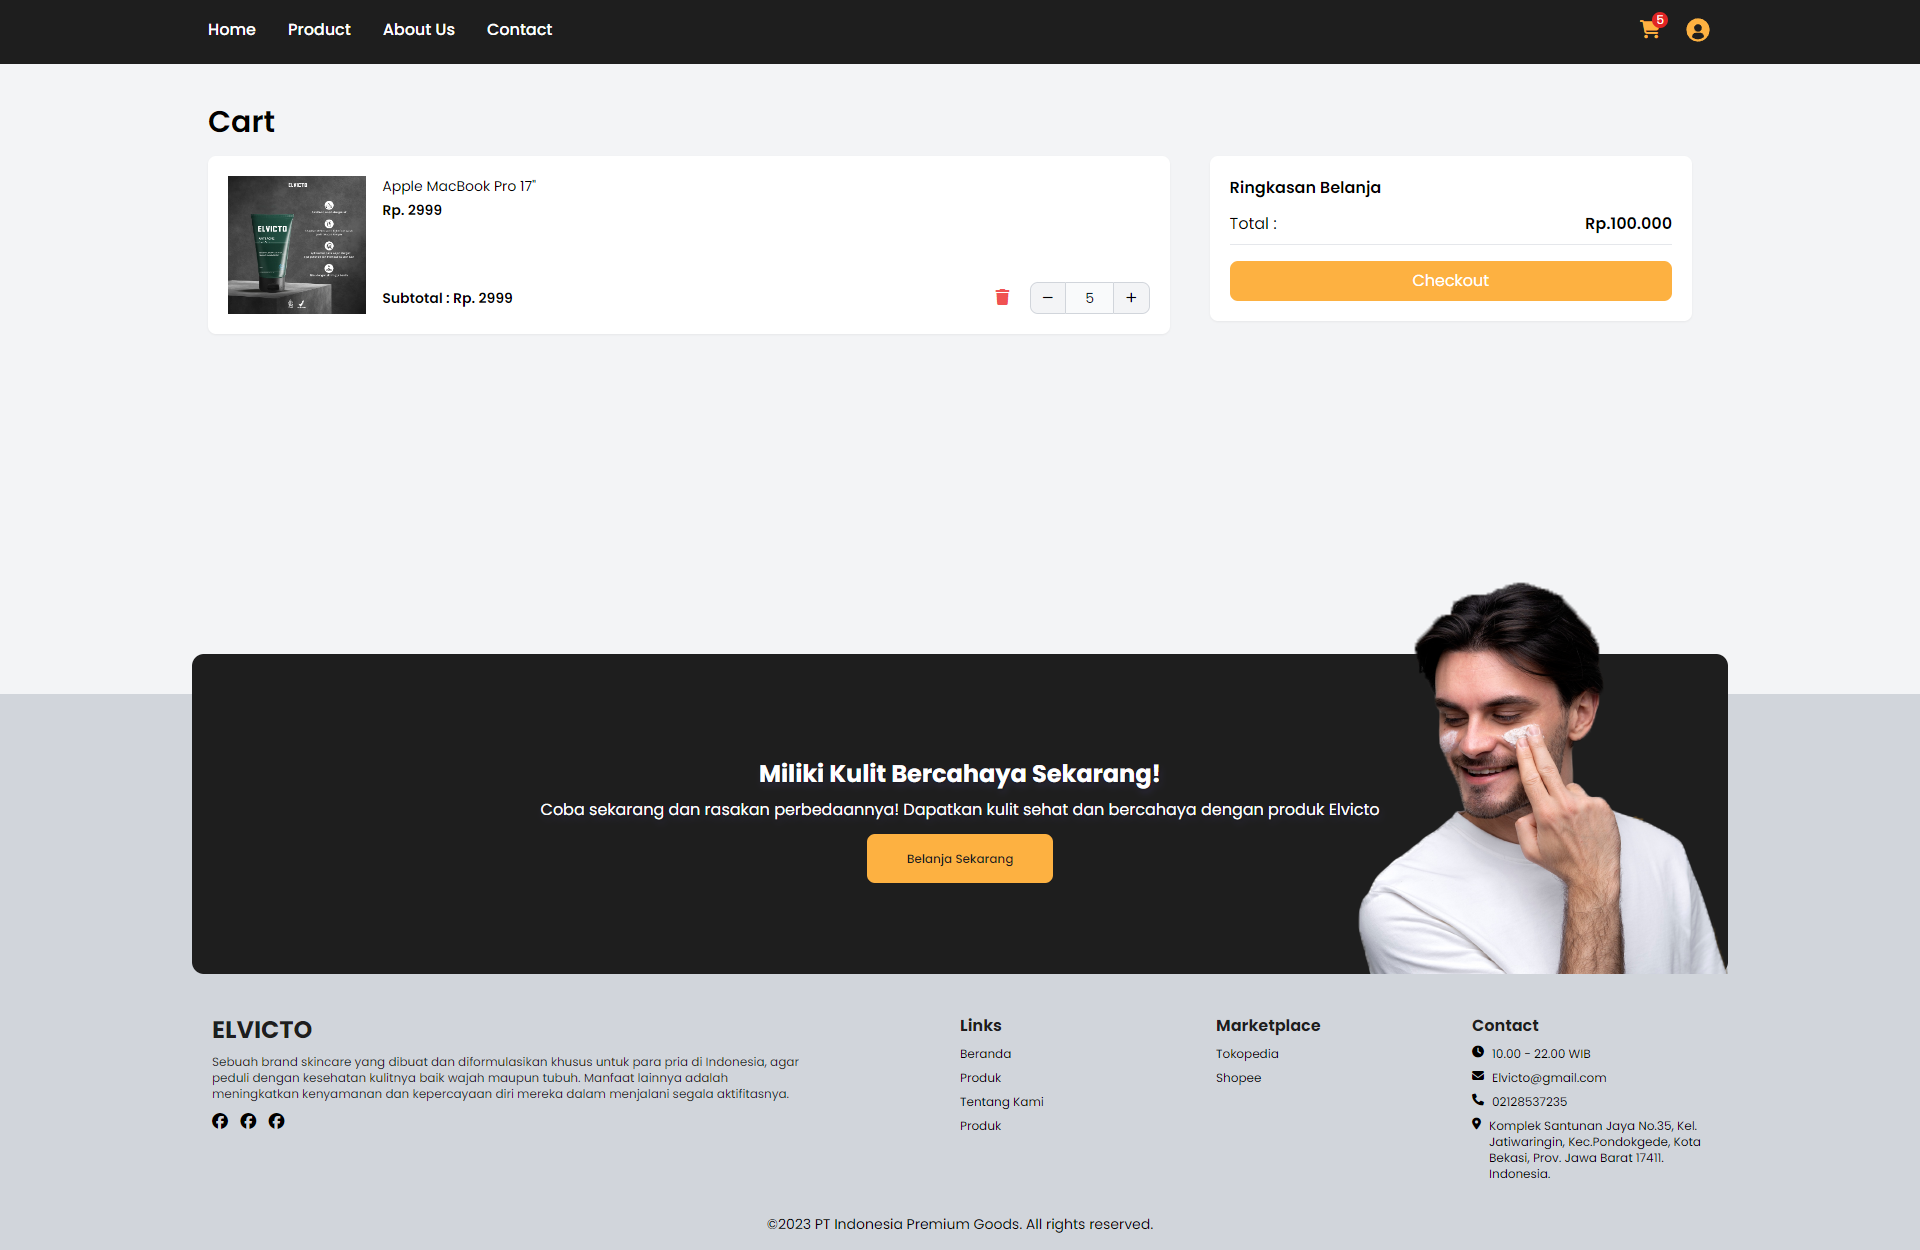 Home Product About Us Contact
5
Cart
ELVICTO
ELVICTO
Apple MacBook Pro 17"
Rp. 2999
Subtotal : Rp. 2999
− 5 +
Ringkasan Belanja
Total : Rp.100.000
Checkout
Miliki Kulit Bercahaya Sekarang!
Coba sekarang dan rasakan perbedaannya! Dapatkan kulit sehat dan bercahaya dengan produk Elvicto
Belanja Sekarang
ELVICTO
Sebuah brand skincare yang dibuat dan diformulasikan khusus untuk para pria di Indonesia, agar
peduli dengan kesehatan kulitnya baik wajah maupun tubuh. Manfaat lainnya adalah
meningkatkan kenyamanan dan kepercayaan diri mereka dalam menjalani segala aktifitasnya.
Links
Beranda
Produk
Tentang Kami
Produk
Marketplace
Tokopedia
Shopee
Contact
10.00 - 22.00 WIB
Elvicto@gmail.com
02128537235
Komplek Santunan Jaya No.35, Kel.
Jatiwaringin, Kec.Pondokgede, Kota
Bekasi, Prov. Jawa Barat 17411.
Indonesia.
©2023 PT Indonesia Premium Goods. All rights reserved.